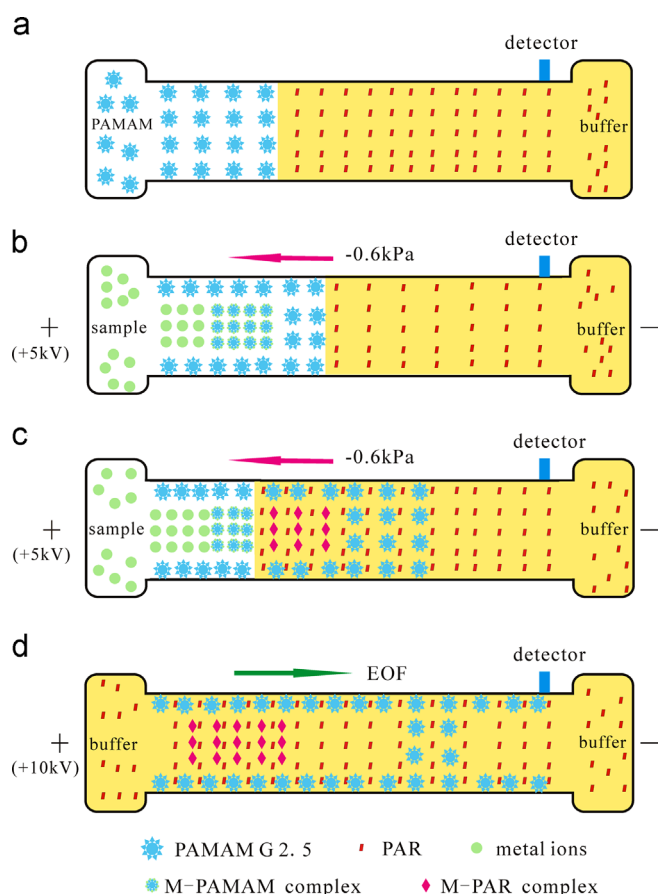 a
detector
PAMAM
buffer
b
-0.6kPa
detector
+
(+5kV)
sample
buffer
−
c
-0.6kPa
detector
+
(+5kV)
sample
buffer
−
d
EOF
detector
+
(+10kV)
buffer
buffer
−
PAMAM G 2. 5
PAR
metal ions
M-PAMAM complex
M-PAR complex